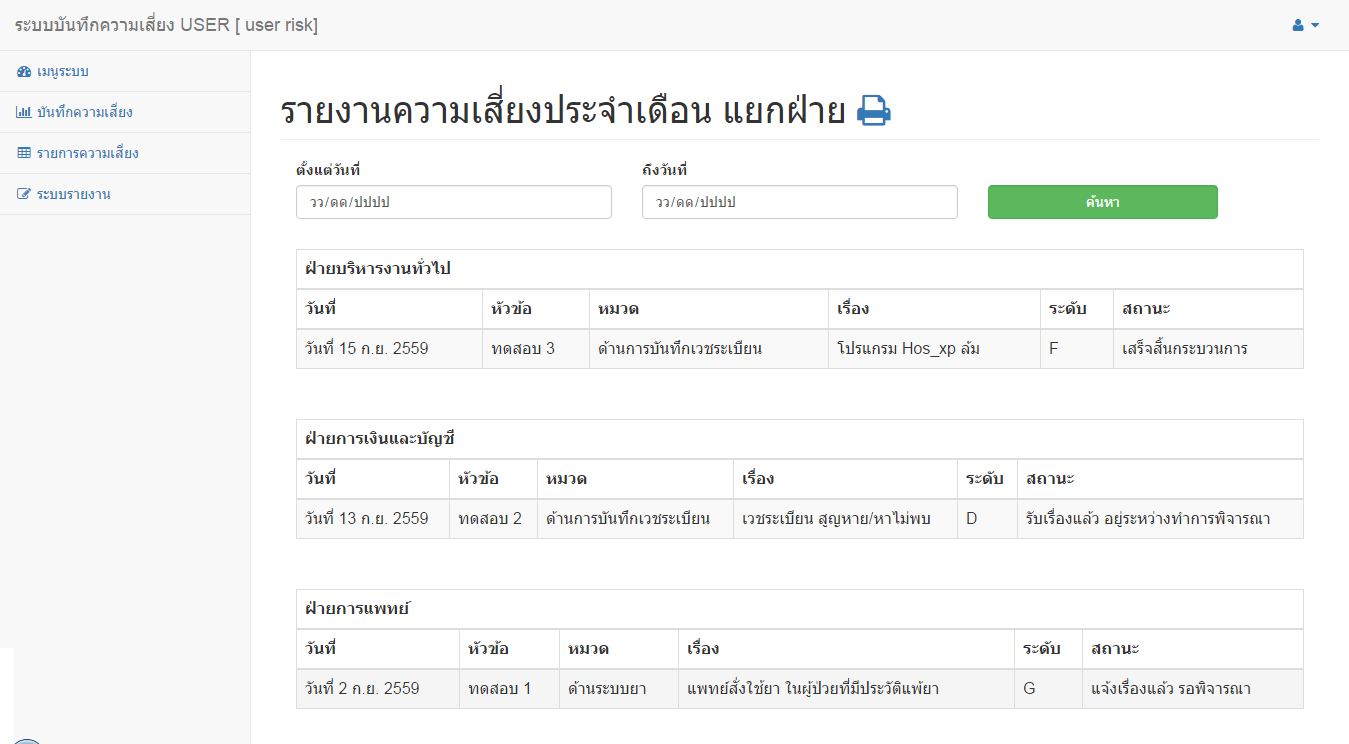 ระบบบันทึกความเสี่ยง USER [ user risk]
เมนูระบบ
บันทึกความเสี่ยง
รายการความเสี่ยง
ระบบรายงาน
รายงานความเสี่ยงประจำเดือน แยกฝ่าย
ตั้งแต่วันที่ ถึงวันที่
วว/ดด/ปปปป วว/ดด/ปปปป ค้นหา
ฝ่ายบริหารงานทั่วไป
วันที่ หัวข้อ หมวด เรื่อง ระดับ สถานะ
วันที่ 15 ก.ย. 2559 ทดสอบ 3 ด้านการบันทึกเวชระเบียน โปรแกรม Hos_xp ล้ม F เสร็จสิ้นกระบวนการ
ฝ่ายการเงินและบัญชี
วันที่ หัวข้อ หมวด เรื่อง ระดับ สถานะ
วันที่ 13 ก.ย. 2559 ทดสอบ 2 ด้านการบันทึกเวชระเบียน เวชระเบียน สูญหาย/หาไม่พบ D รับเรื่องแล้ว อยู่ระหว่างทำการพิจารณา
ฝ่ายการแพทย์
วันที่ หัวข้อ หมวด เรื่อง ระดับ สถานะ
วันที่ 2 ก.ย. 2559 ทดสอบ 1 ด้านระบบยา แพทย์สั่งใช้ยา ในผู้ป่วยที่มีประวัติแพ้ยา G แจ้งเรื่องแล้ว รอพิจารณา